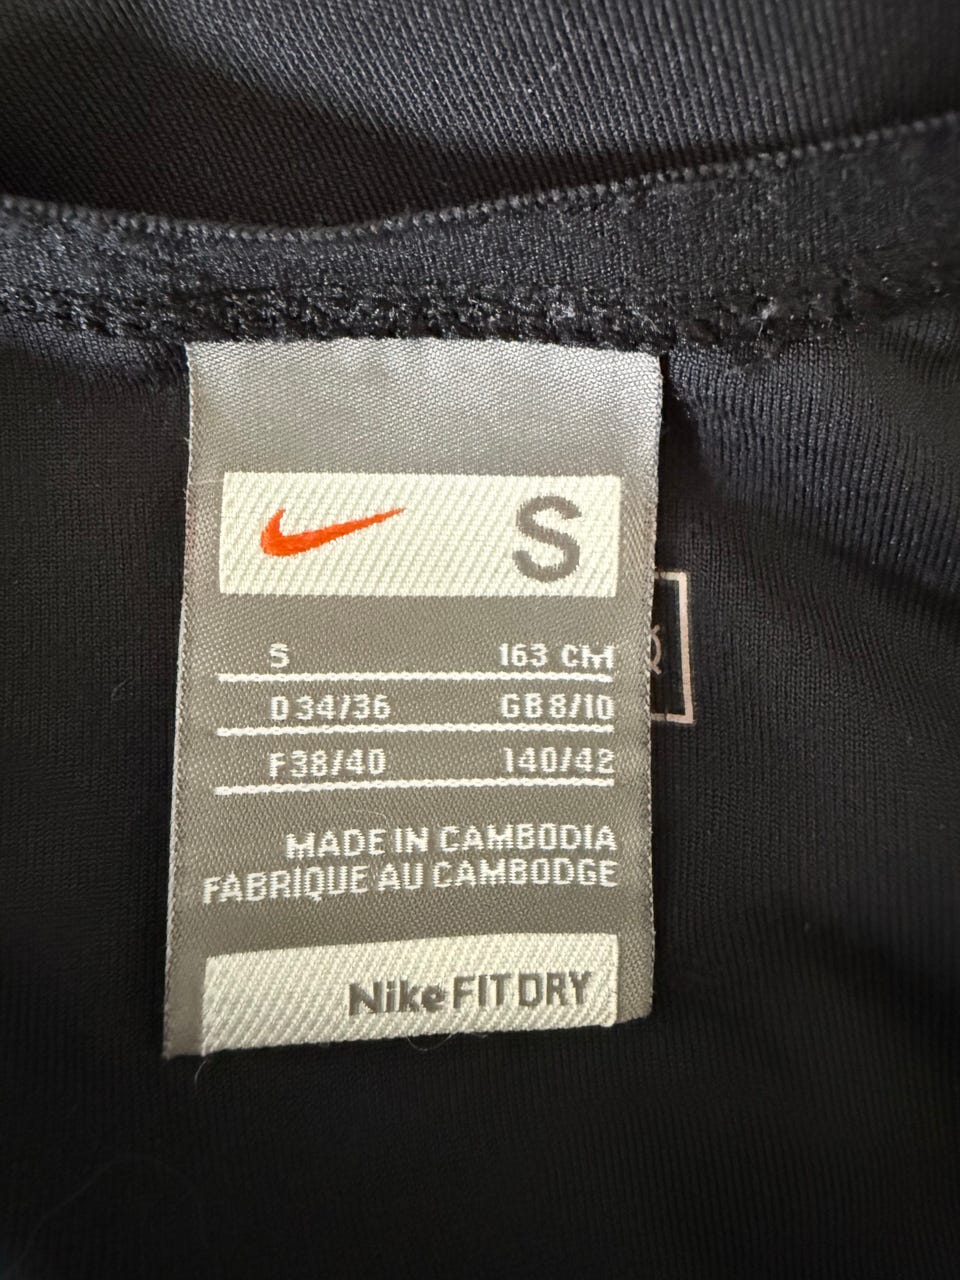 S
S 163 CM
D 34/36 GB 8/10
F38/40 I40/42
MADE IN CAMBODIA
FABRIQUE AU CAMBODGE
Nike FIT DRY